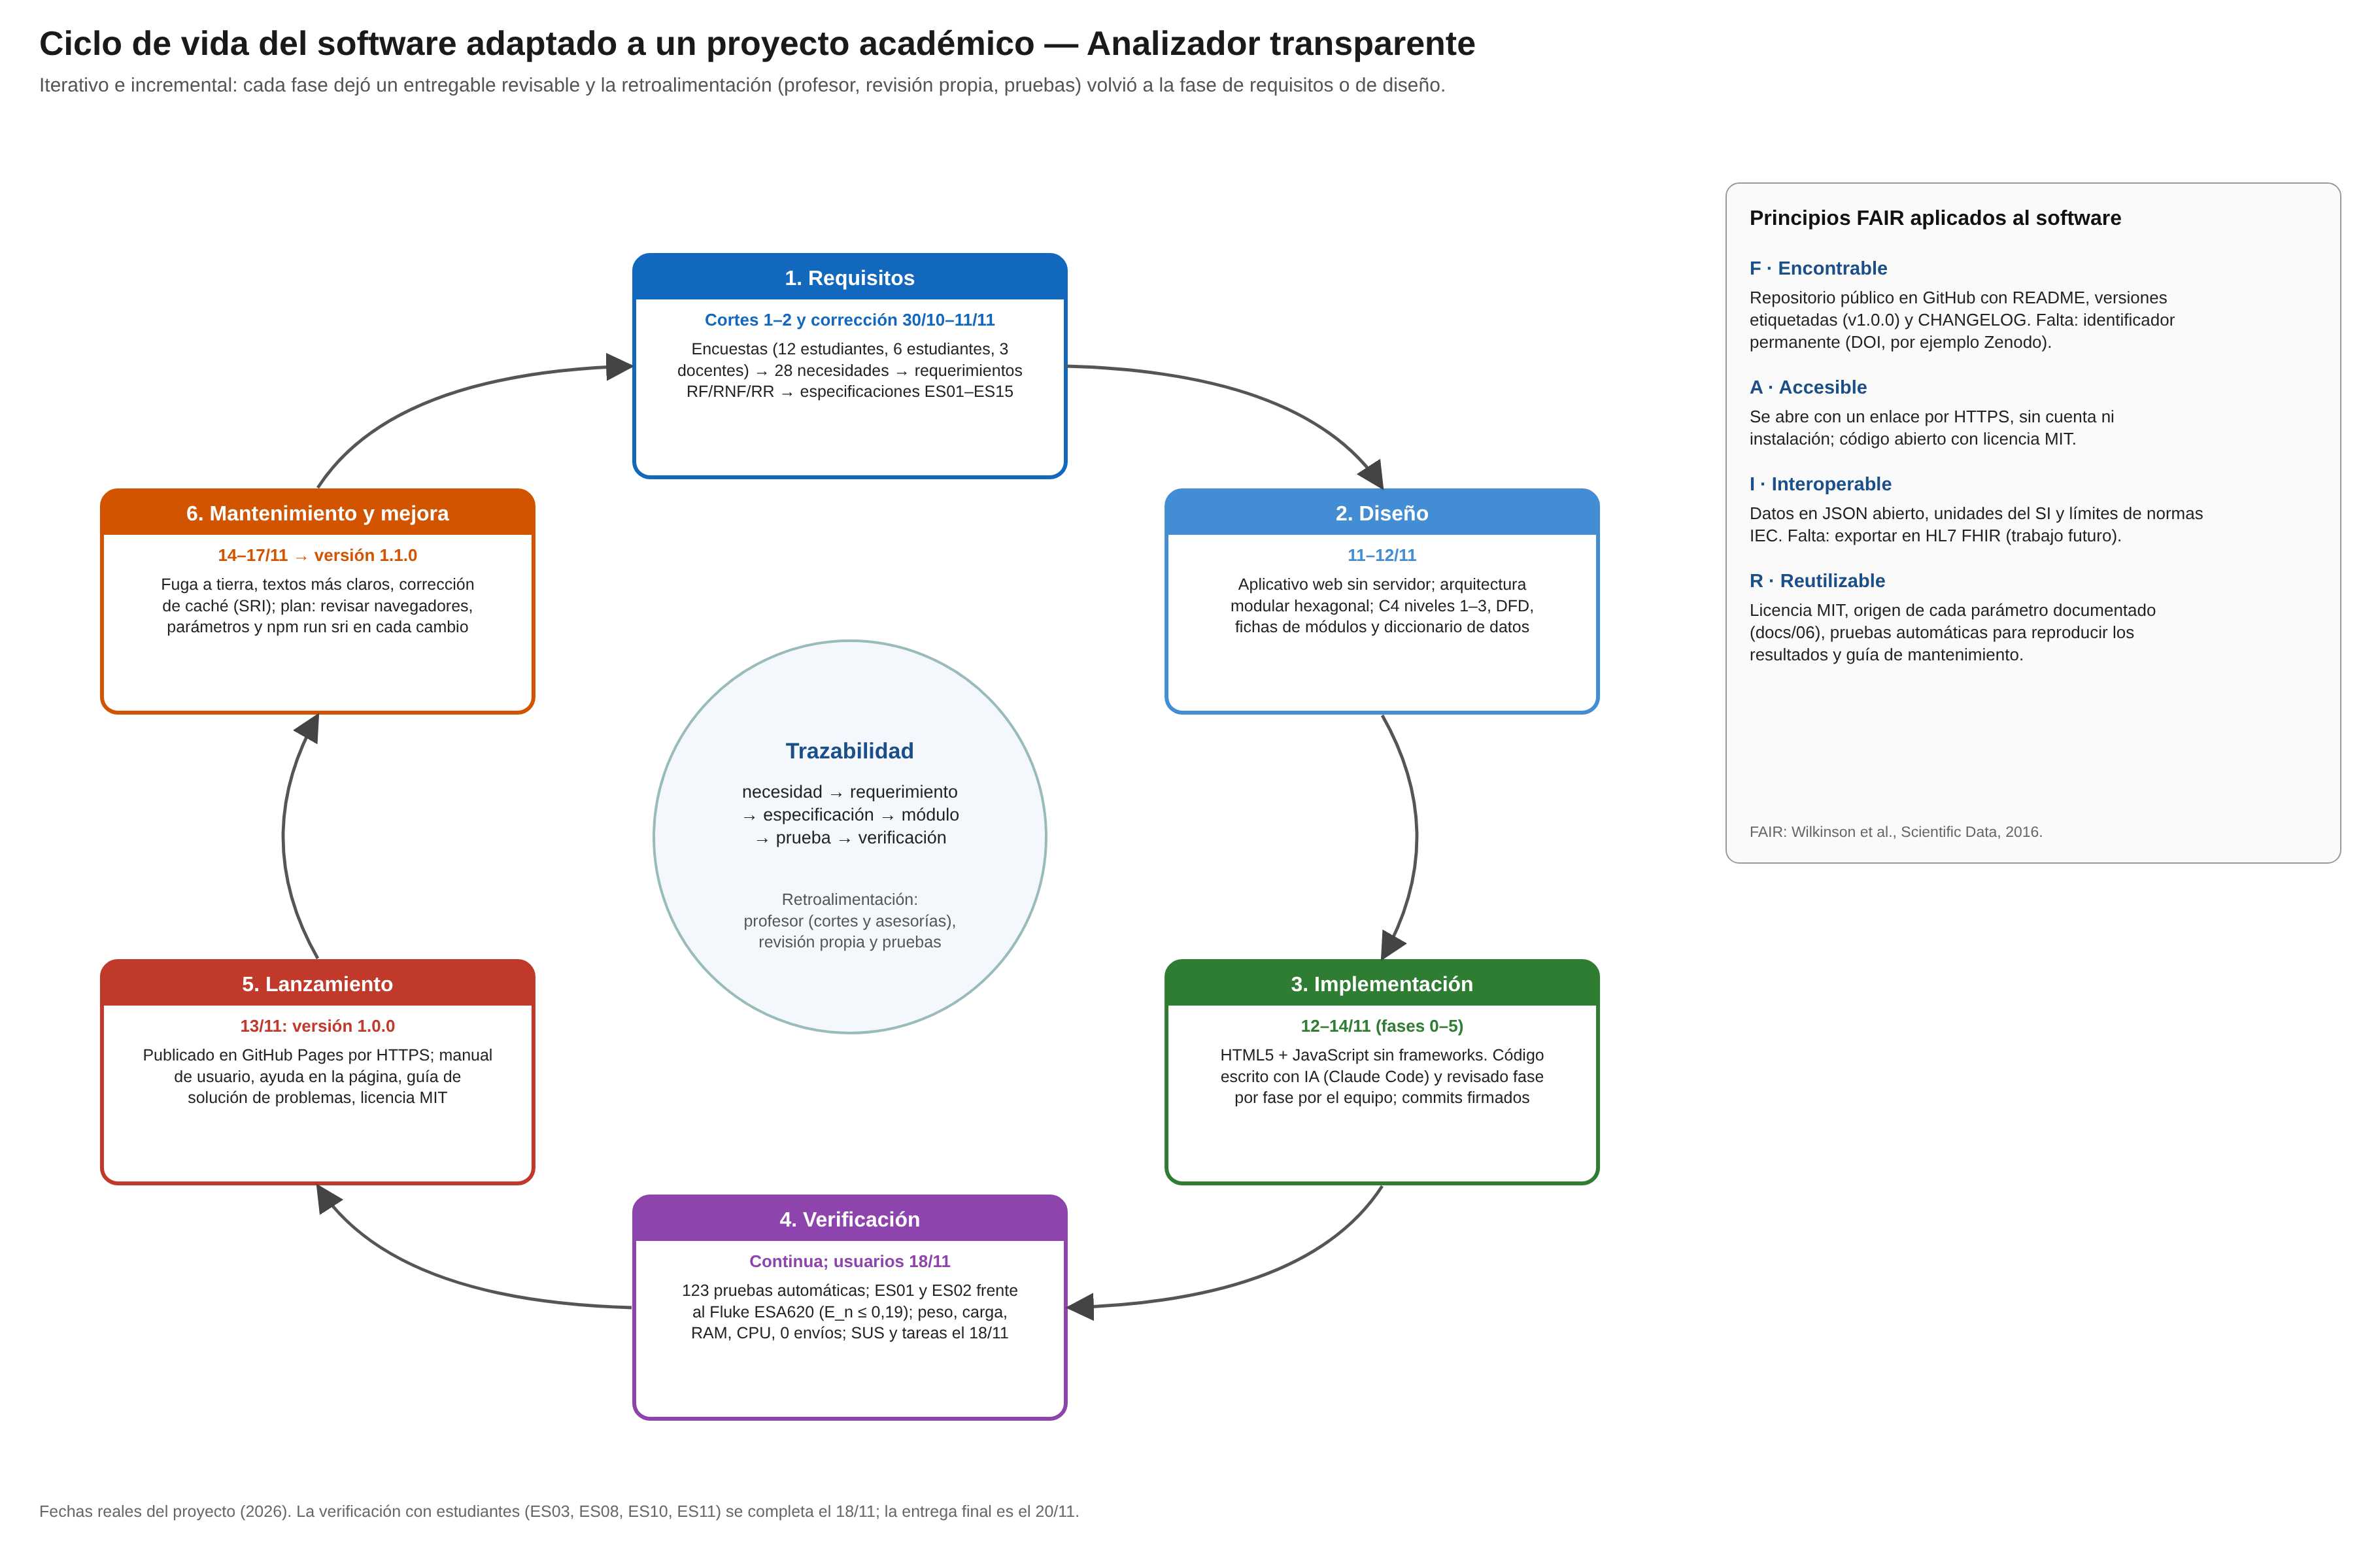 Ciclo de vida del software adaptado a un proyecto académico — Analizador transparente
Iterativo e incremental: cada fase dejó un entregable revisable y la retroalimentación (profesor, revisión propia, pruebas) volvió a la fase de requisitos o de diseño.
1. Requisitos
Cortes 1–2 y corrección 30/10–11/11
Encuestas (12 estudiantes, 6 estudiantes, 3
docentes) → 28 necesidades → requerimientos
RF/RNF/RR → especificaciones ES01–ES15
2. Diseño
11–12/11
Aplicativo web sin servidor; arquitectura
modular hexagonal; C4 niveles 1–3, DFD,
fichas de módulos y diccionario de datos
3. Implementación
12–14/11 (fases 0–5)
HTML5 + JavaScript sin frameworks. Código
escrito con IA (Claude Code) y revisado fase
por fase por el equipo; commits firmados
4. Verificación
Continua; usuarios 18/11
123 pruebas automáticas; ES01 y ES02 frente
al Fluke ESA620 (E_n ≤ 0,19); peso, carga,
RAM, CPU, 0 envíos; SUS y tareas el 18/11
5. Lanzamiento
13/11: versión 1.0.0
Publicado en GitHub Pages por HTTPS; manual
de usuario, ayuda en la página, guía de
solución de problemas, licencia MIT
6. Mantenimiento y mejora
14–17/11 → versión 1.1.0
Fuga a tierra, textos más claros, corrección
de caché (SRI); plan: revisar navegadores,
parámetros y npm run sri en cada cambio
Trazabilidad
necesidad → requerimiento
→ especificación → módulo
→ prueba → verificación
Retroalimentación:
profesor (cortes y asesorías),
revisión propia y pruebas
Principios FAIR aplicados al software
F · Encontrable
Repositorio público en GitHub con README, versiones
etiquetadas (v1.0.0) y CHANGELOG. Falta: identificador
permanente (DOI, por ejemplo Zenodo).
A · Accesible
Se abre con un enlace por HTTPS, sin cuenta ni
instalación; código abierto con licencia MIT.
I · Interoperable
Datos en JSON abierto, unidades del SI y límites de normas
IEC. Falta: exportar en HL7 FHIR (trabajo futuro).
R · Reutilizable
Licencia MIT, origen de cada parámetro documentado
(docs/06), pruebas automáticas para reproducir los
resultados y guía de mantenimiento.
FAIR: Wilkinson et al., Scientific Data, 2016.
Fechas reales del proyecto (2026). La verificación con estudiantes (ES03, ES08, ES10, ES11) se completa el 18/11; la entrega final es el 20/11.